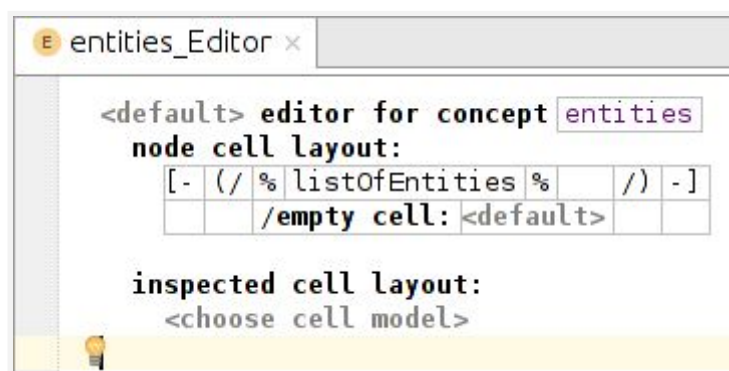 E entities_Editor ×
<default> editor for concept entities
node cell layout:
[- (/ % listOfEntities % /) -]
/empty cell: <default>
inspected cell layout:
<choose cell model>